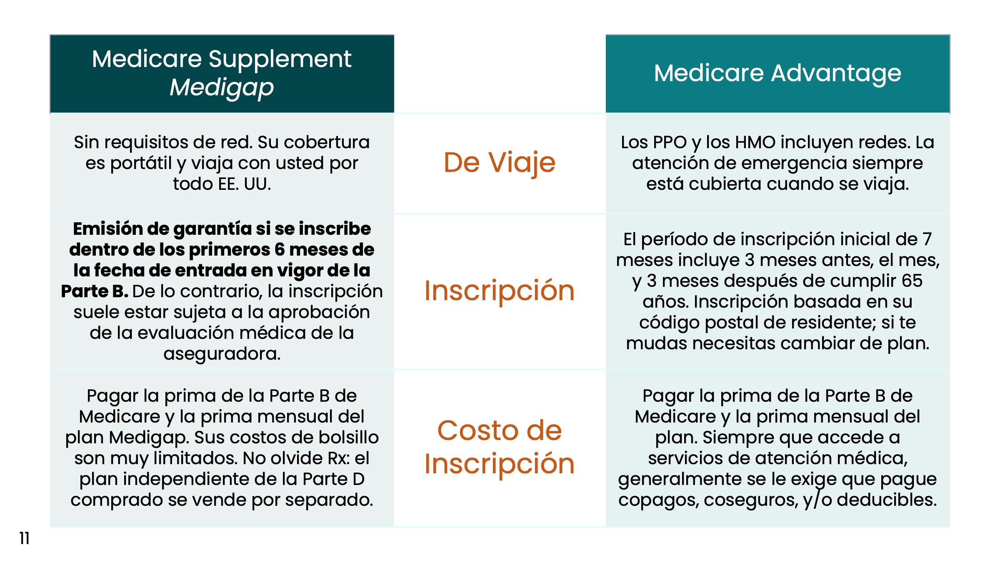 Medicare Supplement
Medigap
Medicare Advantage
Sin requisitos de red. Su cobertura
es portátil y viaja con usted por
todo EE. UU.
De Viaje
Los PPO y los HMO incluyen redes. La
atención de emergencia siempre
está cubierta cuando se viaja.
Emisión de garantía si se inscribe
dentro de los primeros 6 meses de
la fecha de entrada en vigor de la
Parte B. De lo contrario, la inscripción
suele estar sujeta a la aprobación
de la evaluación médica de la
aseguradora.
Inscripción
El período de inscripción inicial de 7
meses incluye 3 meses antes, el mes,
y 3 meses después de cumplir 65
años. Inscripción basada en su
código postal de residente; si te
mudas necesitas cambiar de plan.
Pagar la prima de la Parte B de
Medicare y la prima mensual del
plan Medigap. Sus costos de bolsillo
son muy limitados. No olvide Rx: el
plan independiente de la Parte D
comprado se vende por separado.
Costo de
Inscripción
Pagar la prima de la Parte B de
Medicare y la prima mensual del
plan. Siempre que accede a
servicios de atención médica,
generalmente se le exige que pague
copagos, coseguros, y/o deducibles.
11